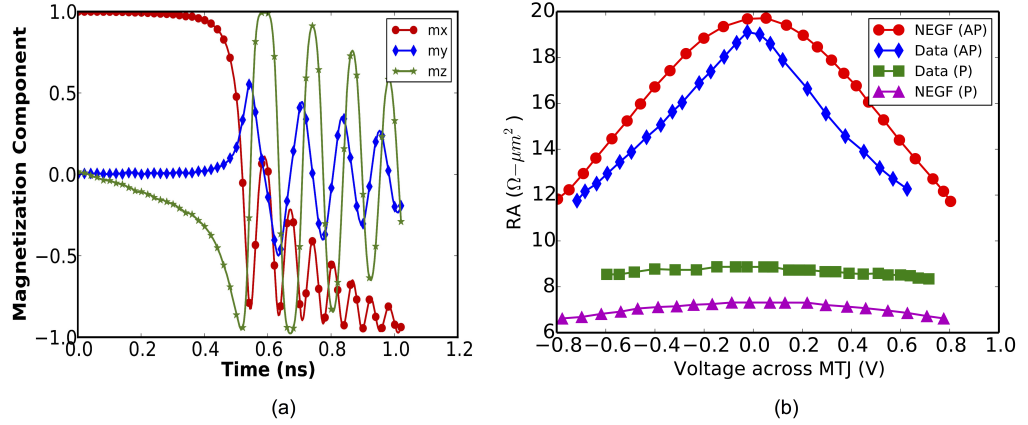 1.0
0.5
0.0
−0.5
−1.0
0.0 0.2 0.4 0.6 0.8 1.0 1.2
Magnetization Component
Time (ns)
mx
my
mz
(a)
20
18
16
14
12
10
8
6
−0.8 −0.6 −0.4 −0.2 0.0 0.2 0.4 0.6 0.8 1.0
RA (Ω−μm²)
Voltage across MTJ (V)
NEGF (AP)
Data (AP)
Data (P)
NEGF (P)
(b)